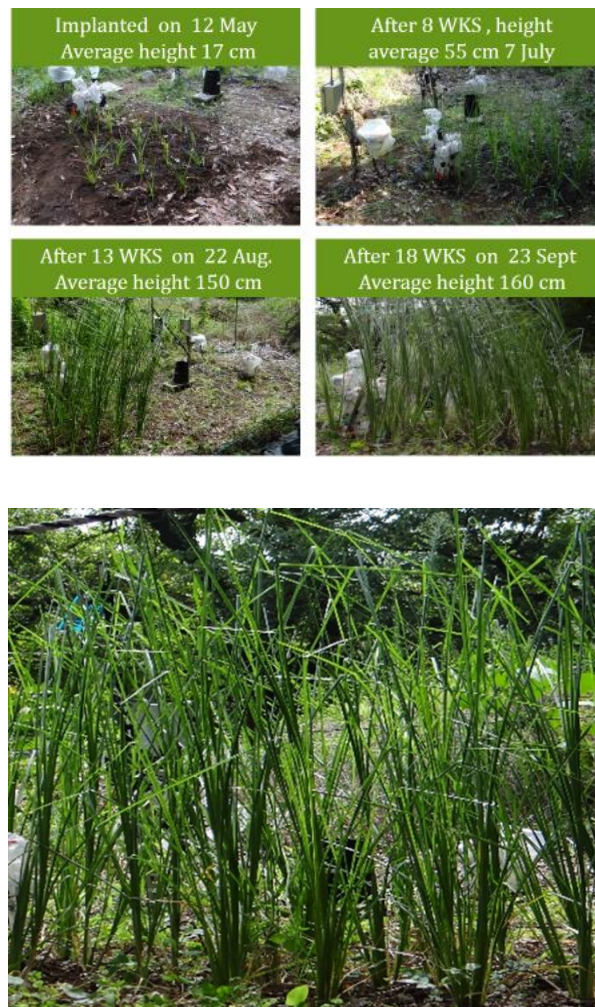 Implanted on 12 May
Average height 17 cm
After 8 WKS , height
average 55 cm 7 July
After 13 WKS on 22 Aug.
Average height 150 cm
After 18 WKS on 23 Sept
Average height 160 cm